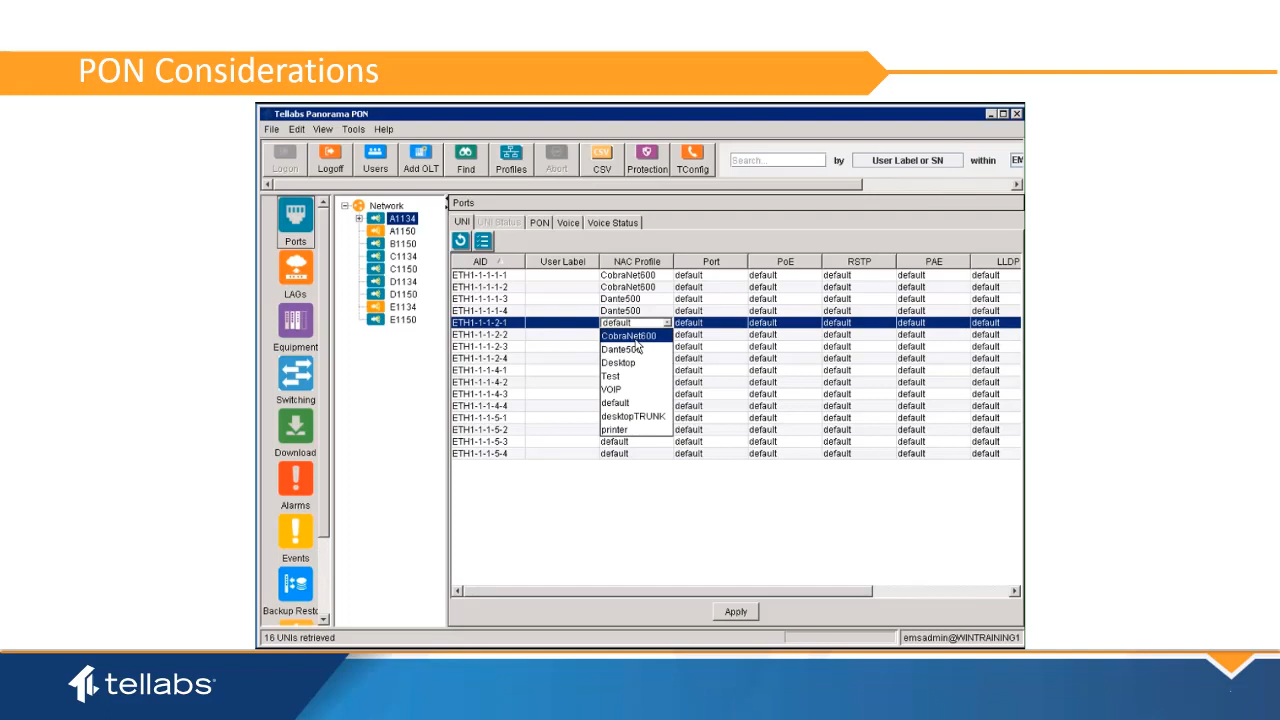 PON Considerations
Tellabs Panorama PON
File Edit View Tools Help
Logon Logoff Users Add OLT Find Profiles Abort CSV CSV Protection TConfig Search... by User Label or SN within EM
Ports
LAGs
Equipment
Switching
Download
Alarms
Events
Backup Resto
Network
A1134
A1150
B1150
C1134
C1150
D1134
D1150
E1134
E1150
Ports
UNI UNI Status PON Voice Voice Status
AID User Label NAC Profile Port PoE RSTP PAE LLDP
ETH1-1-1-1-1 CobraNet600 default default default default default
ETH1-1-1-1-2 CobraNet600 default default default default default
ETH1-1-1-1-3 Dante500 default default default default default
ETH1-1-1-1-4 Dante500 default default default default default
ETH1-1-1-2-1 default default default default default default
ETH1-1-1-2-2 CobraNet600 default default default default default
ETH1-1-1-2-3 Dante500 default default default default default
ETH1-1-1-2-4 Desktop default default default default default
ETH1-1-1-4-1 Test default default default default default
ETH1-1-1-4-2 VOIP default default default default default
ETH1-1-1-4-3 default default default default default default
ETH1-1-1-4-4 default default default default default
ETH1-1-1-5-1 desktopTRUNK default default default default default
ETH1-1-1-5-2 printer default default default default default
ETH1-1-1-5-3 default default default default default default
ETH1-1-1-5-4 default default default default default default
Apply
16 UNIs retrieved emsadmin@WINTRAINING1
tellabs